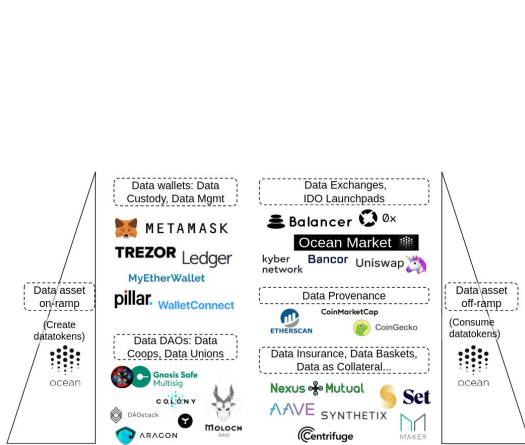 Data wallets: Data
Custody, Data Mgmt
METAMASK
TREZOR Ledger
MyEtherWallet
pillar. WalletConnect
Data DAOs: Data
Coops, Data Unions
Gnosis Safe
Multisig
COLONY
DAOstack
MOLOCH
DAO
ARAGON
Data Exchanges,
IDO Launchpads
Balancer 0x
Ocean Market
kyber
network
Bancor
Uniswap
Data Provenance
ETHERSCAN
CoinMarketCap
CoinGecko
Data Insurance, Data Baskets,
Data as Collateral...
Nexus Mutual
Set
AAVE
SYNTHETIX
Centrifuge
MAKER
Data asset
on-ramp
(Create
datatokens)
ocean
Data asset
off-ramp
(Consume
datatokens)
ocean